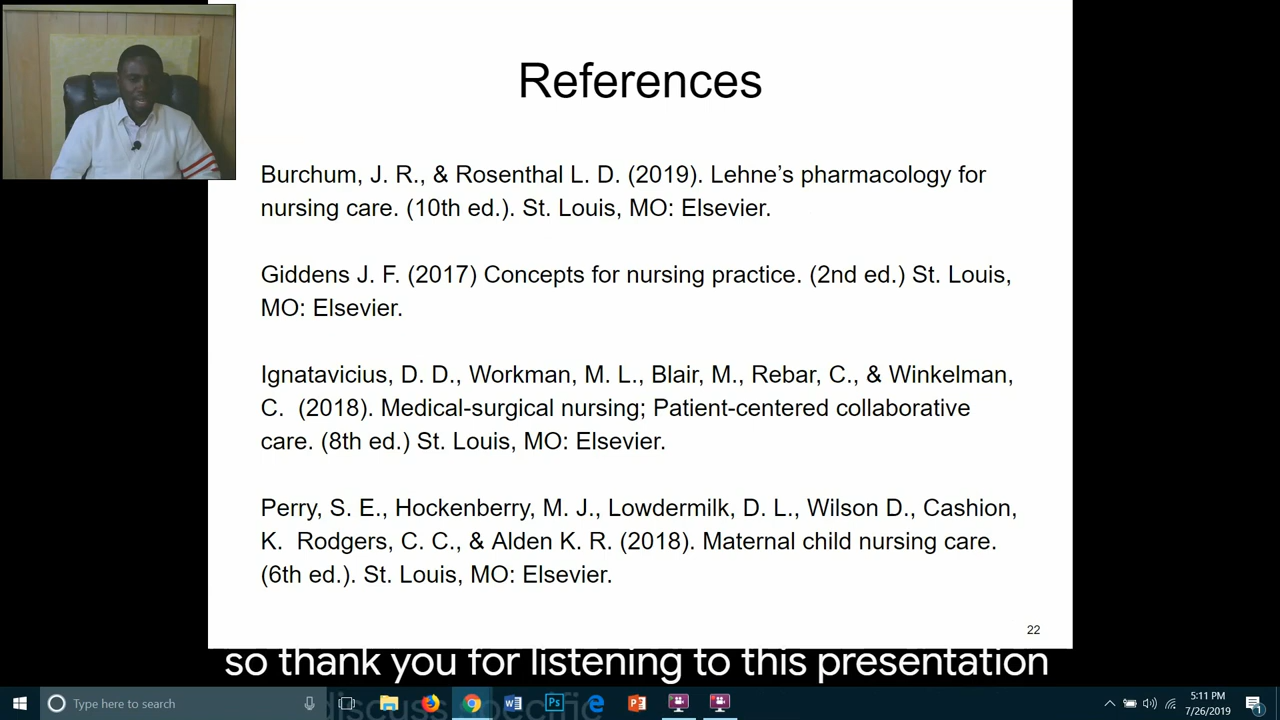 References
Burchum, J. R., & Rosenthal L. D. (2019). Lehne’s pharmacology for
nursing care. (10th ed.). St. Louis, MO: Elsevier.
Giddens J. F. (2017) Concepts for nursing practice. (2nd ed.) St. Louis,
MO: Elsevier.
Ignatavicius, D. D., Workman, M. L., Blair, M., Rebar, C., & Winkelman,
C.  (2018). Medical-surgical nursing; Patient-centered collaborative
care. (8th ed.) St. Louis, MO: Elsevier.
Perry, S. E., Hockenberry, M. J., Lowdermilk, D. L., Wilson D., Cashion,
K.  Rodgers, C. C., & Alden K. R. (2018). Maternal child nursing care.
(6th ed.). St. Louis, MO: Elsevier.
22
so thank you for listening to this presentation
discuss specific
Type here to search
Ps
5:11 PM
7/26/2019
1